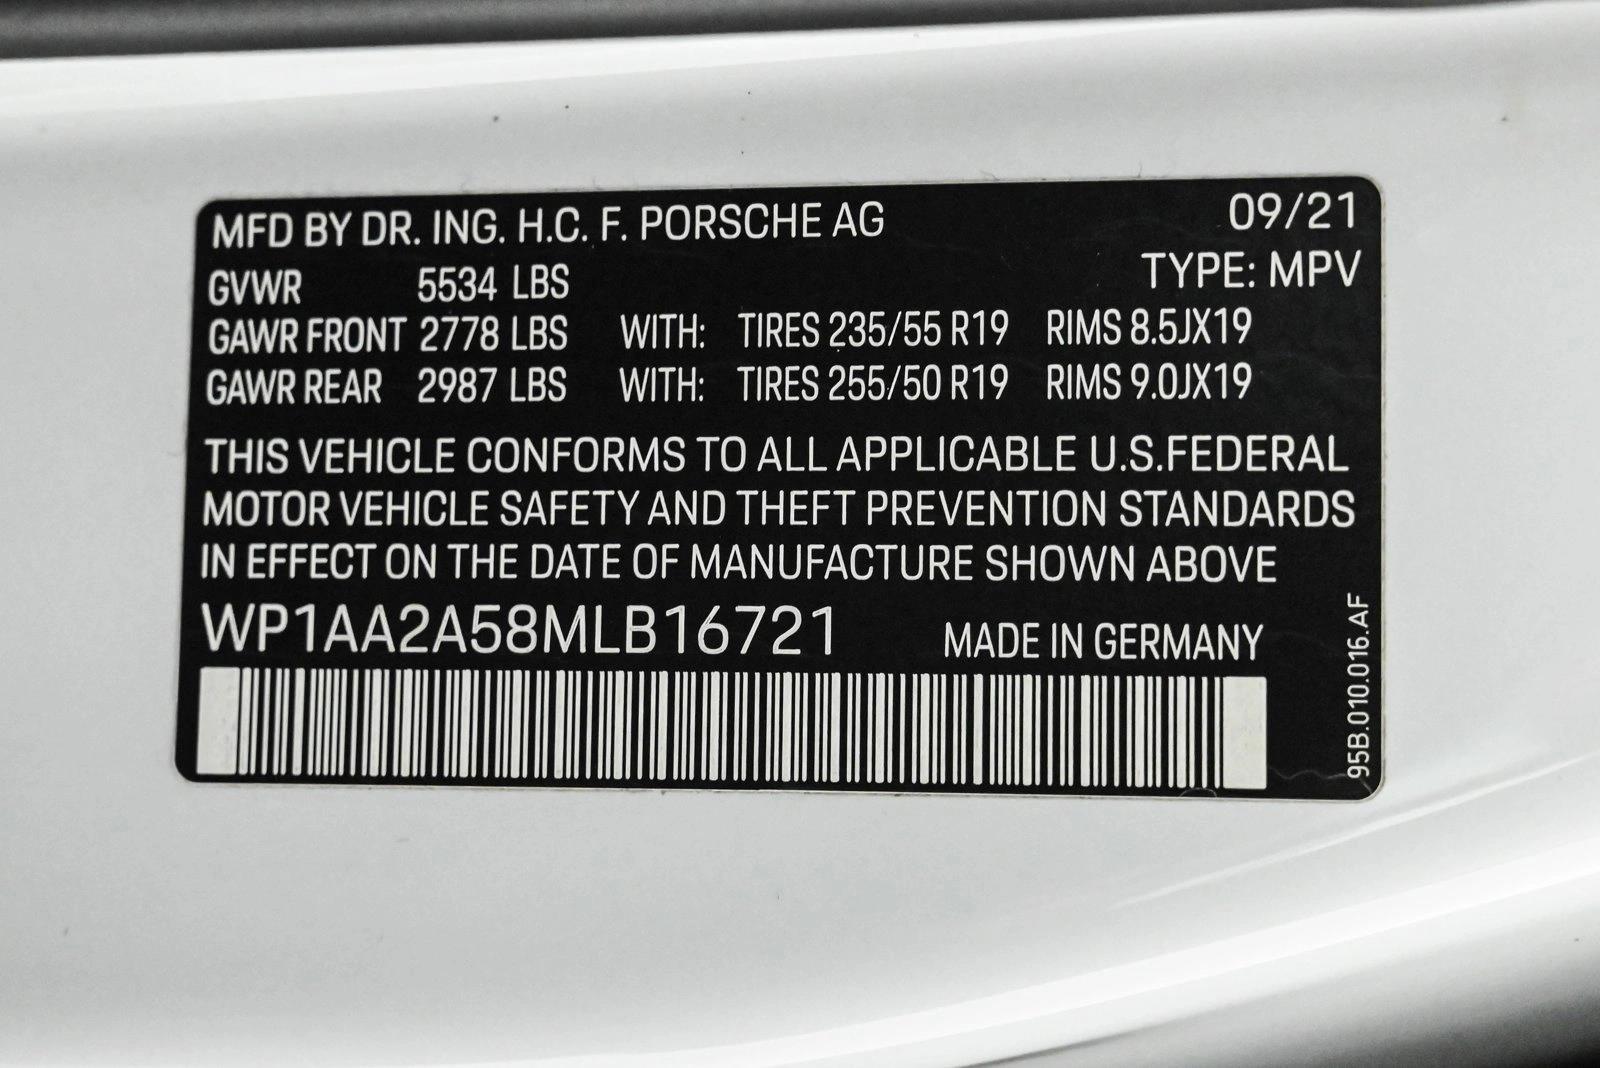 MFD BY DR. ING. H.C. F. PORSCHE AG 09/21
GVWR 5534 LBS TYPE: MPV
GAWR FRONT 2778 LBS WITH: TIRES 235/55 R19 RIMS 8.5JX19
GAWR REAR 2987 LBS WITH: TIRES 255/50 R19 RIMS 9.0JX19
THIS VEHICLE CONFORMS TO ALL APPLICABLE U.S.FEDERAL
MOTOR VEHICLE SAFETY AND THEFT PREVENTION STANDARDS
IN EFFECT ON THE DATE OF MANUFACTURE SHOWN ABOVE
WP1AA2A58MLB16721 MADE IN GERMANY
95B.010.016.AF